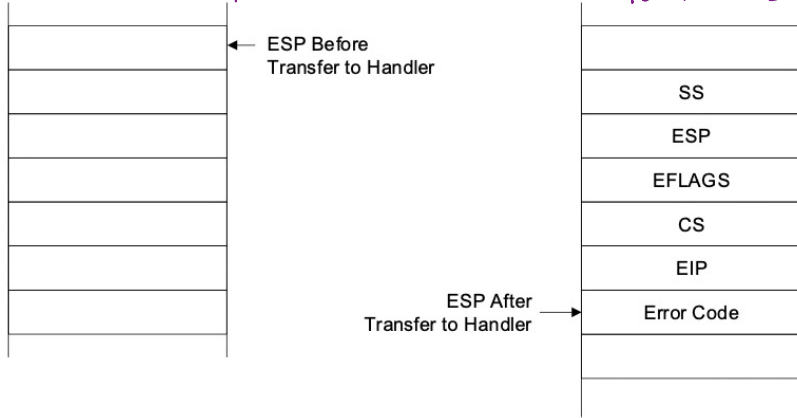 ESP Before
Transfer to Handler
SS
ESP
EFLAGS
CS
EIP
ESP After
Transfer to Handler
Error Code